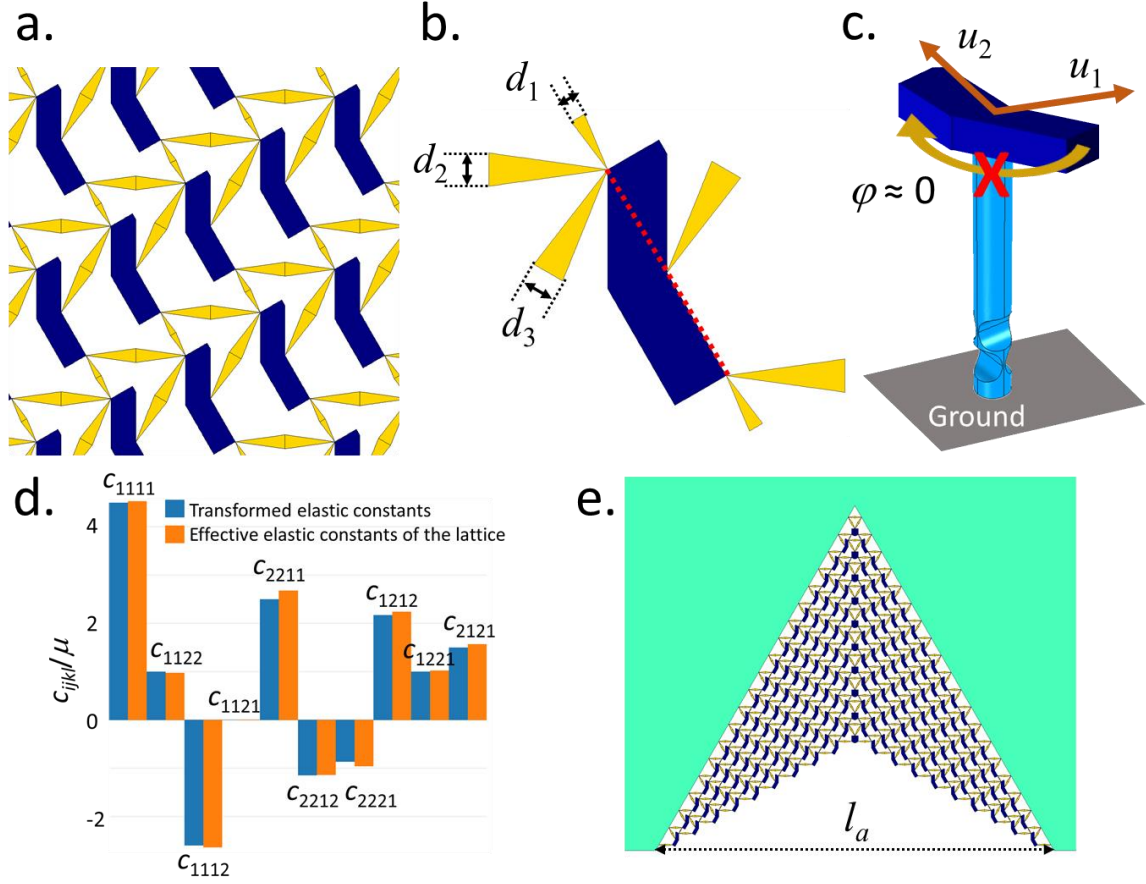 a.
b.
c.
d₁
d₂
d₃
u₂
u₁
X
φ ≈ 0
Ground
d.
e.
c₁₁₁₁
Transformed elastic constants
Effective elastic constants of the lattice
4
c₂₂₁₁
c₁₂₁₂
c₂₁₂₁
2
c₁₁₂₂
c₁₂₂₁
cᵢⱼₖₗ/μ
0
c₁₁₂₁
c₂₂₁₂
c₂₂₂₁
-2
c₁₁₁₂
lₐ